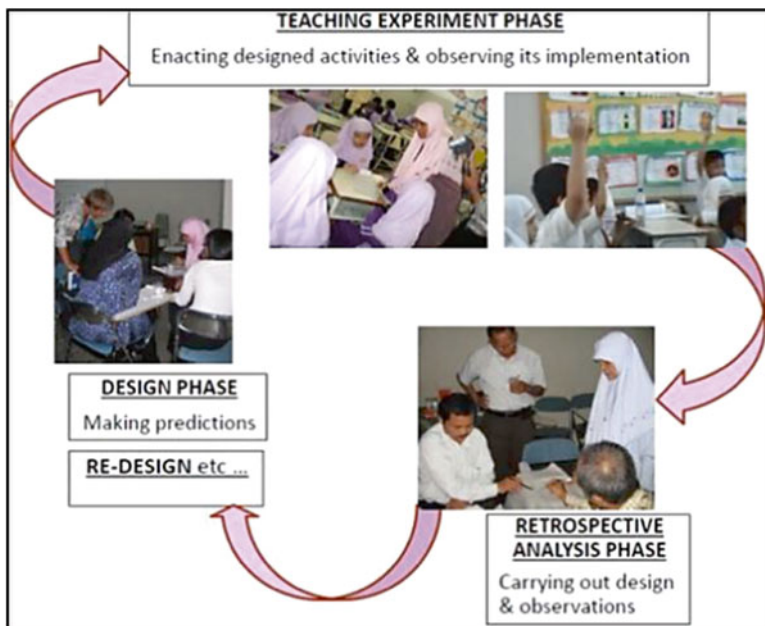 TEACHING EXPERIMENT PHASE
Enacting designed activities & observing its implementation
DESIGN PHASE
Making predictions
RE-DESIGN etc ...
RETROSPECTIVE
ANALYSIS PHASE
Carrying out design
& observations